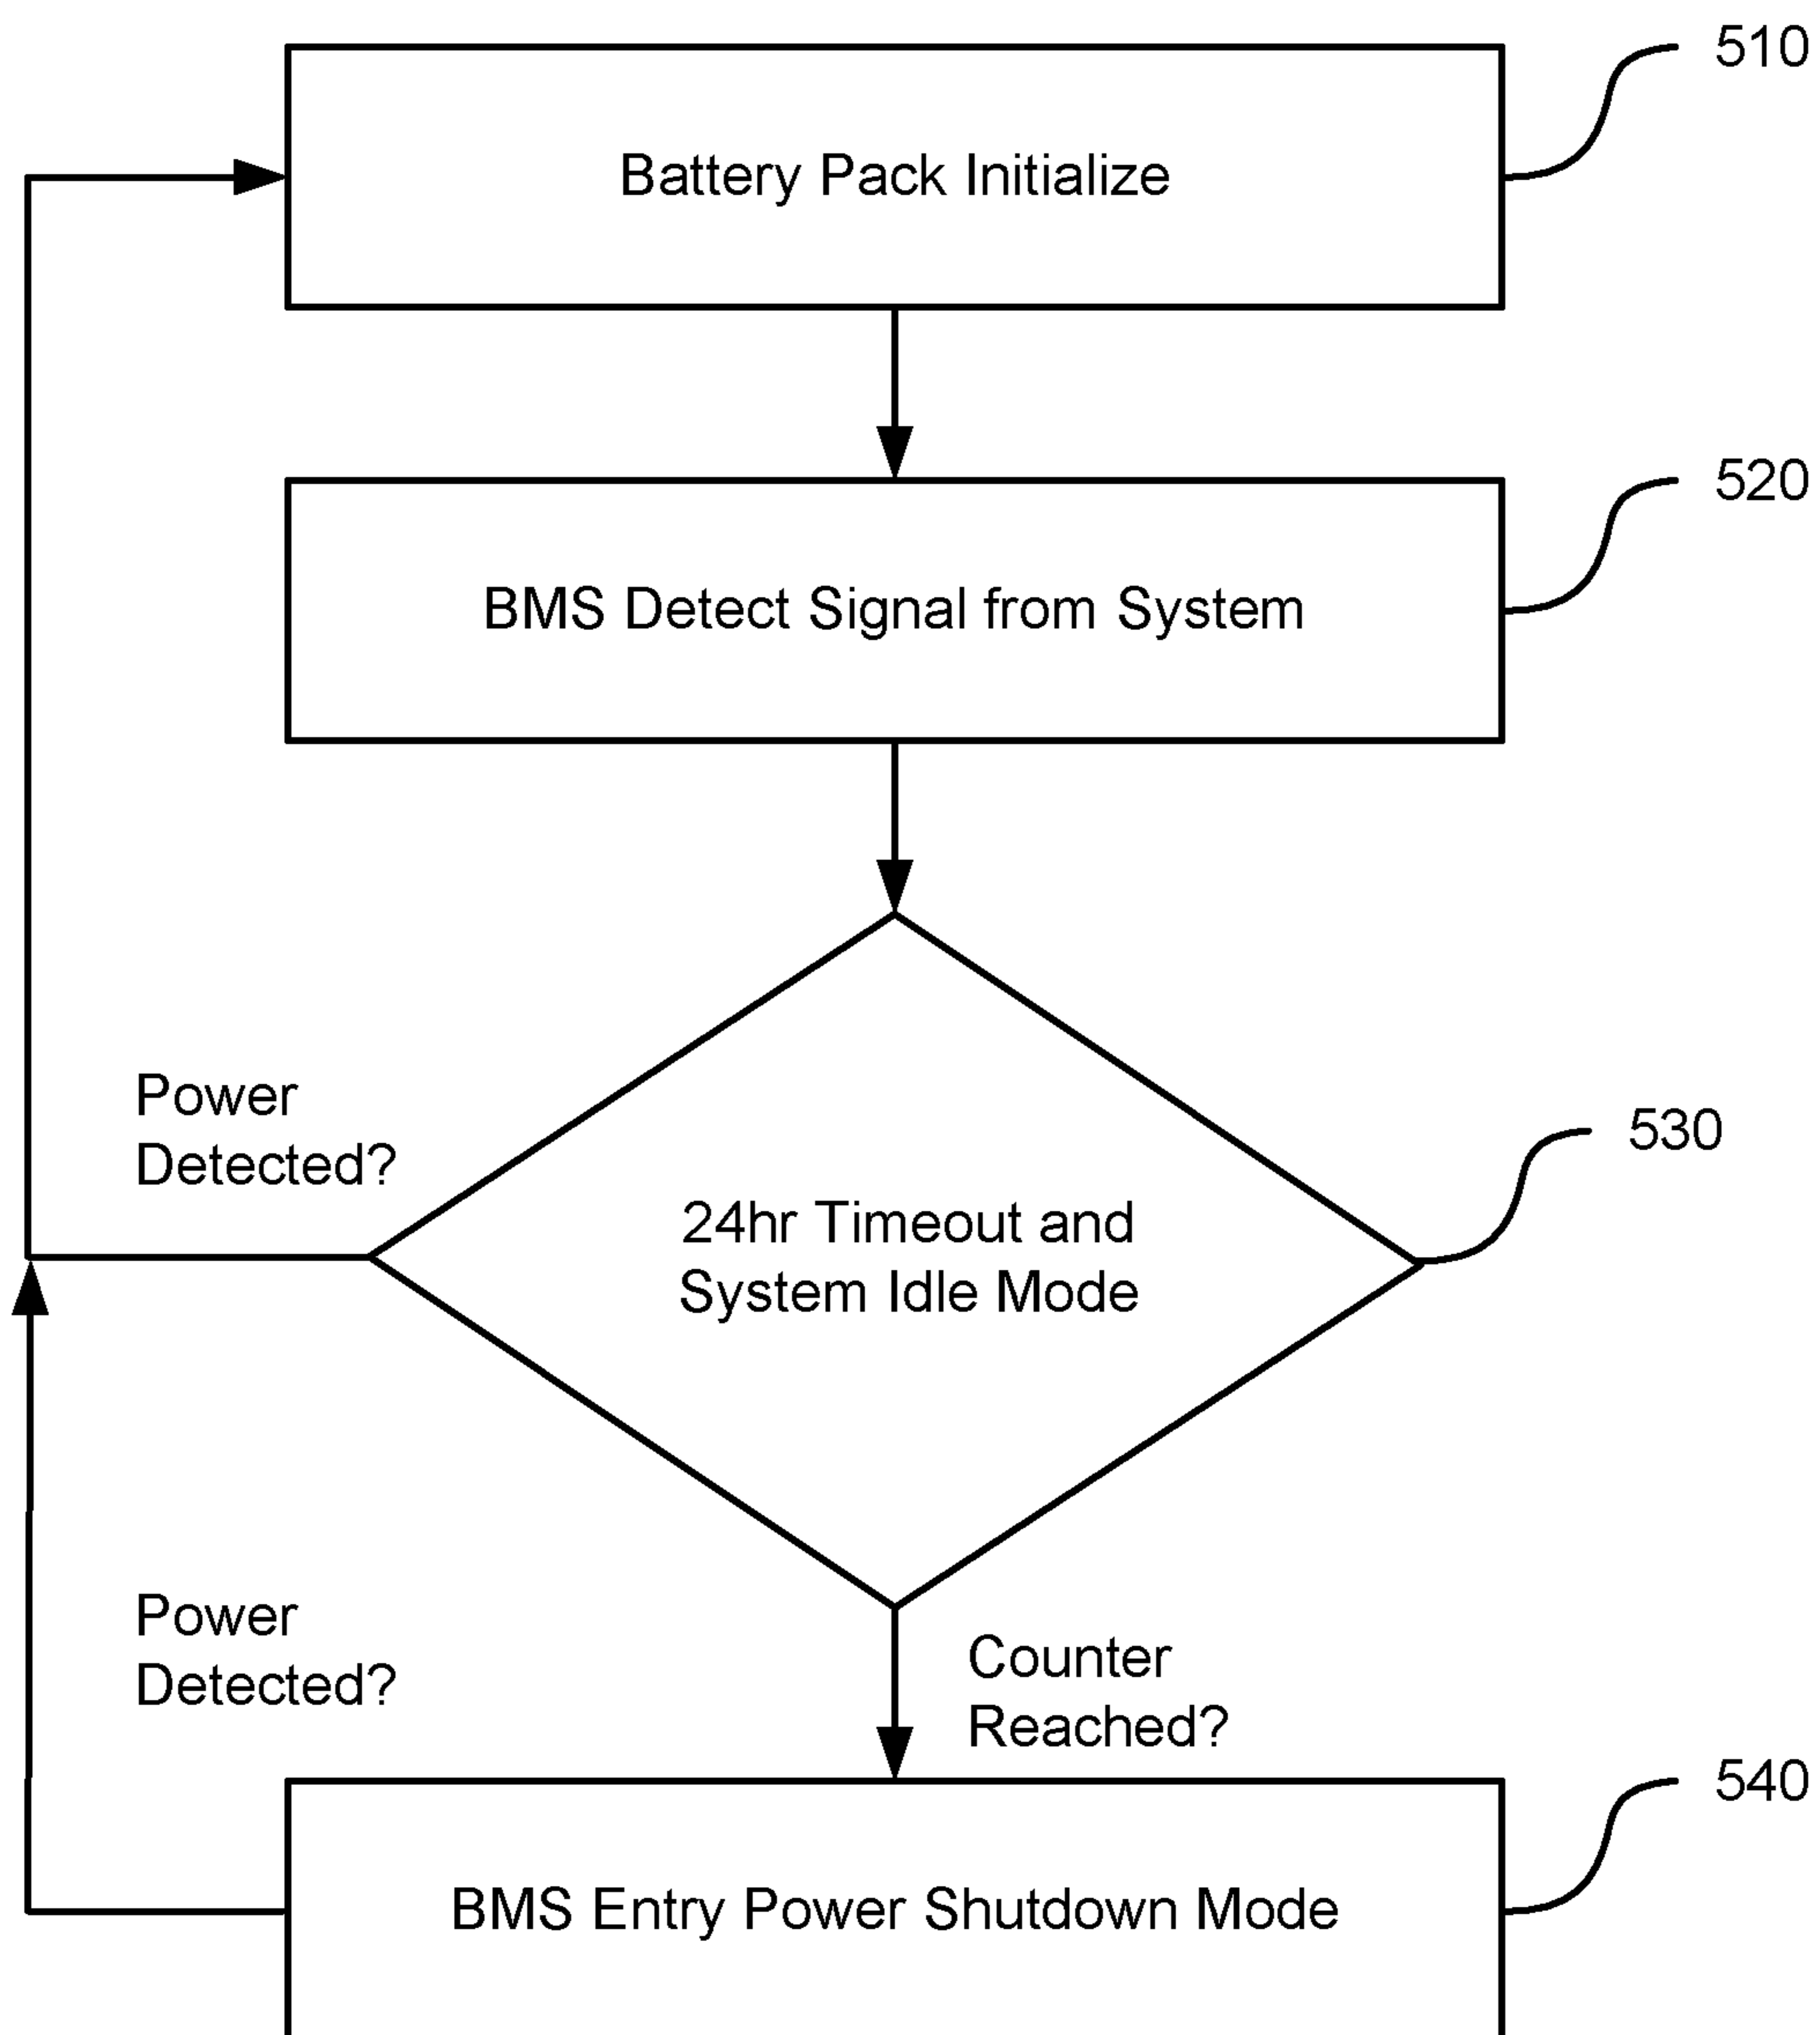 510
Battery Pack Initialize
520
BMS Detect Signal from System
Power
Detected?
530
24hr Timeout and
System Idle Mode
Power
Detected?
Counter
Reached?
540
BMS Entry Power Shutdown Mode